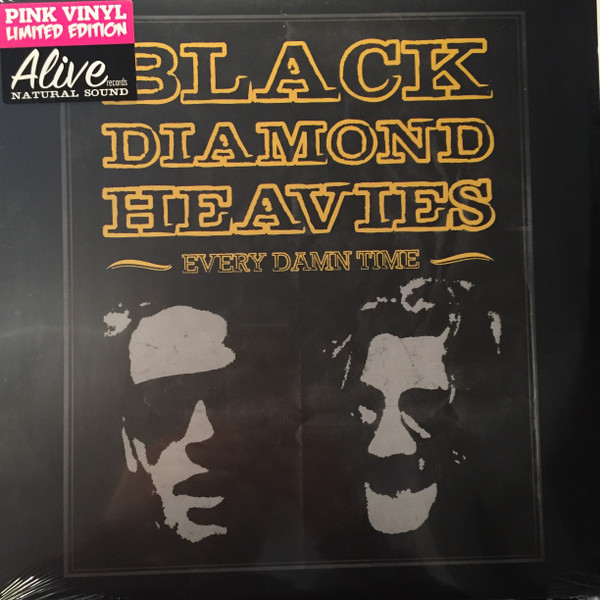 PINK VINYL
LIMITED EDITION
Alive records
NATURAL SOUND
BLACK
DIAMOND
HEAVIES
EVERY DAMN TIME